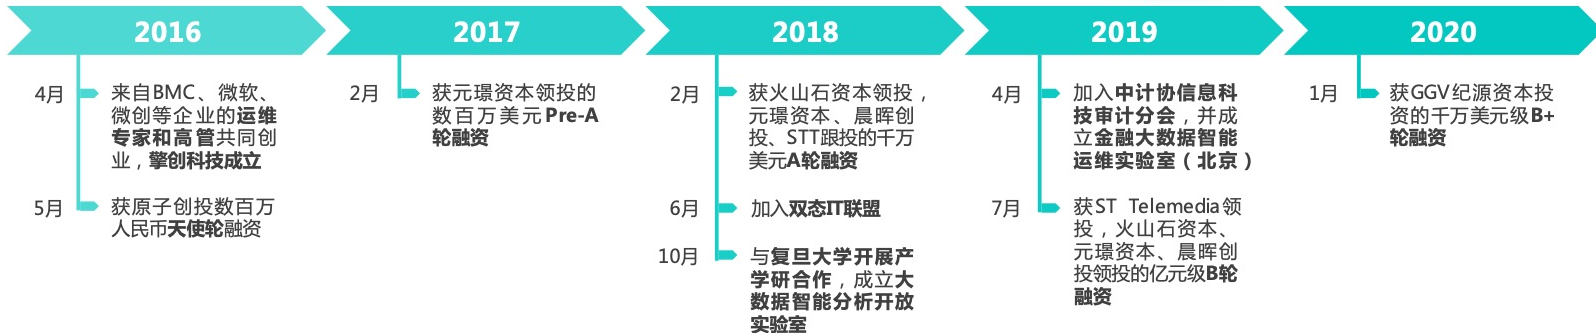 2016
4月
来自BMC、微软、
微创等企业的运维
专家和高管共同创
业，擎创科技成立
5月
获原子创投数百万
人民币天使轮融资
2017
2月
获元璟资本领投的
数百万美元Pre-A
轮融资
2018
2月
获火山石资本领投，
元璟资本、晨晖创
投、STT跟投的千万
美元A轮融资
6月
加入双态IT联盟
10月
与复旦大学开展产
学研合作，成立大
数据智能分析开放
实验室
2019
4月
加入中计协信息科
技审计分会，并成
立金融大数据智能
运维实验室（北京）
7月
获ST Telemedia领
投，火山石资本、
元璟资本、晨晖创
投领投的亿元级B轮
融资
2020
1月
获GGV纪源资本投
资的千万美元级B+
轮融资